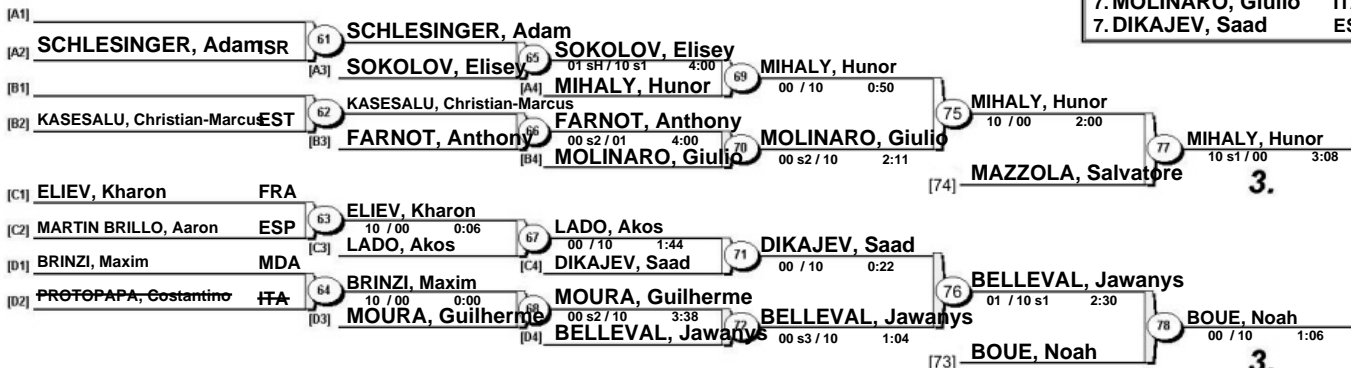 7. MOLINARO, Giulio
7. DIKAJEV, Saad
[A1]
[A2] SCHLESINGER, Adam ISR
61 SCHLESINGER, Adam
[A3] SOKOLOV, Elisey
65 SOKOLOV, Elisey
01 sH / 10 s1 4:00
[A4] MIHALY, Hunor
69 MIHALY, Hunor
00 / 10 0:50
[B1]
[B2] KASESALU, Christian-Marcus EST
62 KASESALU, Christian-Marcus
[B3] FARNOT, Anthony
66 FARNOT, Anthony
00 s2 / 01 4:00
[B4] MOLINARO, Giulio
70 MOLINARO, Giulio
00 s2 / 10 2:11
75 MIHALY, Hunor
10 / 00 2:00
[74] MAZZOLA, Salvatore
77 MIHALY, Hunor
10 s1 / 00 3:08
3.
[C1] ELIEV, Kharon FRA
[C2] MARTIN BRILLO, Aaron ESP
63 ELIEV, Kharon
10 / 00 0:06
[C3] LADO, Akos
67 LADO, Akos
00 / 10 1:44
[C4] DIKAJEV, Saad
71 DIKAJEV, Saad
00 / 10 0:22
[D1] BRINZI, Maxim MDA
[D2] PROTOPAPA, Costantino ITA
64 BRINZI, Maxim
10 / 00 0:00
[D3] MOURA, Guilherme
68 MOURA, Guilherme
00 s2 / 10 3:38
[D4] BELLEVAL, Jawanys
72 BELLEVAL, Jawanys
00 s3 / 10 1:04
76 BELLEVAL, Jawanys
01 / 10 s1 2:30
[73] BOUE, Noah
78 BOUE, Noah
00 / 10 1:06
3.